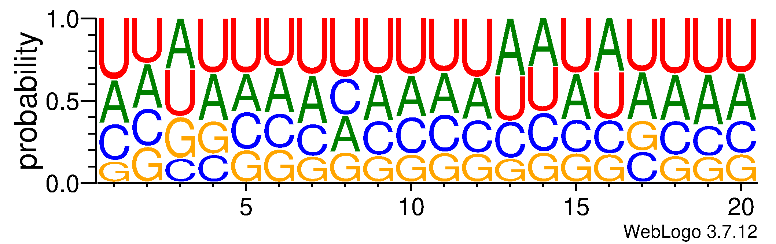 1.0
0.5
0.0
probability
U U A U U U U U U U U U A A U A U U U U
A A U A A A A C A A A A U U A U A A A A
C C G G C C C A C C C C C C C C G C C C
G G C C G G G G G G G G G G G G C G G G
5 10 15 20
WebLogo 3.7.12